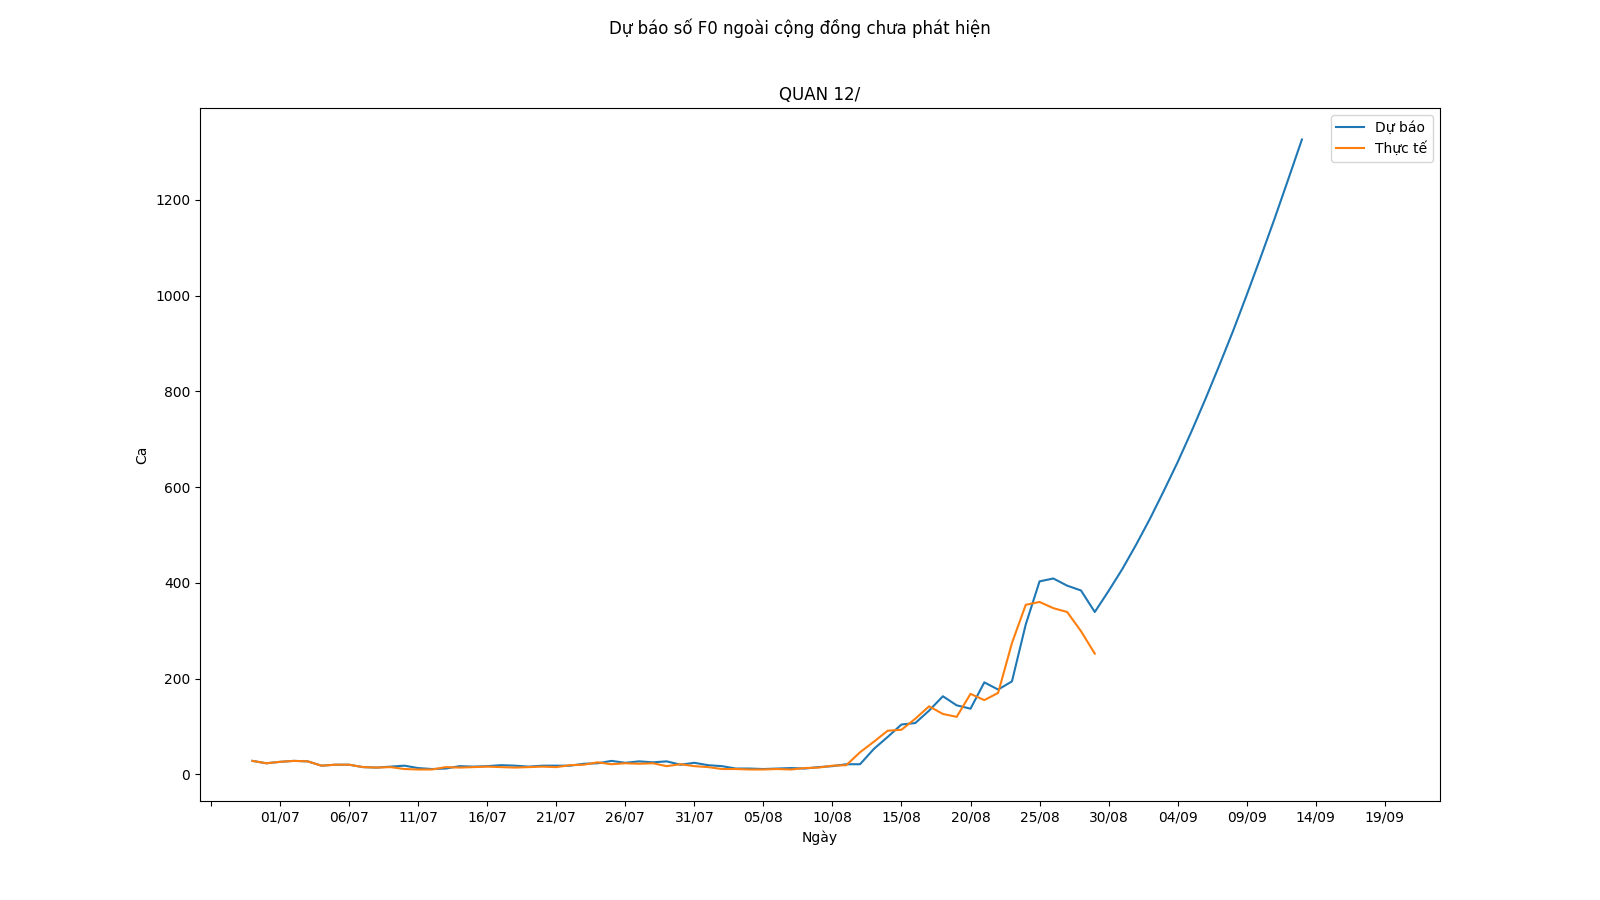 Dự báo số F0 ngoài cộng đồng chưa phát hiện
QUAN 12/
Dự báo
Thực tế
1200
1000
800
600
400
200
0
Ca
01/07 06/07 11/07 16/07 21/07 26/07 31/07 05/08 10/08 15/08 20/08 25/08 30/08 04/09 09/09 14/09 19/09
Ngày